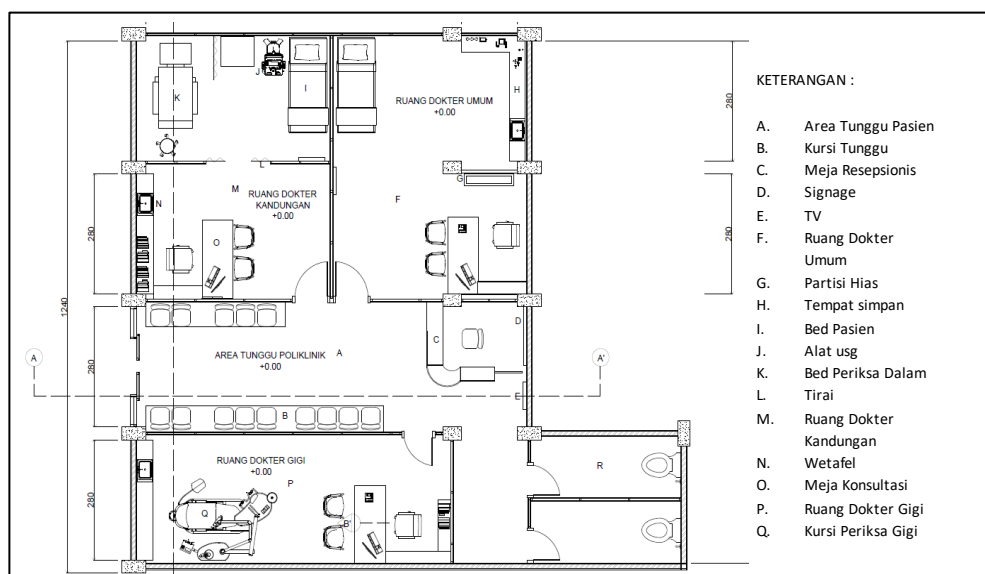 RUANG DOKTER UMUM
+0.00
K
J
I
H
L
M
RUANG DOKTER
KANDUNGAN
+0.00
N
O
G
F
280
280
280
280
1240
280
280
A
A'
AREA TUNGGU POLIKLINIK
+0.00
A
B
C
D
E
RUANG DOKTER GIGI
+0.00
P
Q
B'
R
KETERANGAN :
A. Area Tunggu Pasien
B. Kursi Tunggu
C. Meja Resepsionis
D. Signage
E. TV
F. Ruang Dokter
Umum
G. Partisi Hias
H. Tempat simpan
I. Bed Pasien
J. Alat usg
K. Bed Periksa Dalam
L. Tirai
M. Ruang Dokter
Kandungan
N. Wetafel
O. Meja Konsultasi
P. Ruang Dokter Gigi
Q. Kursi Periksa Gigi